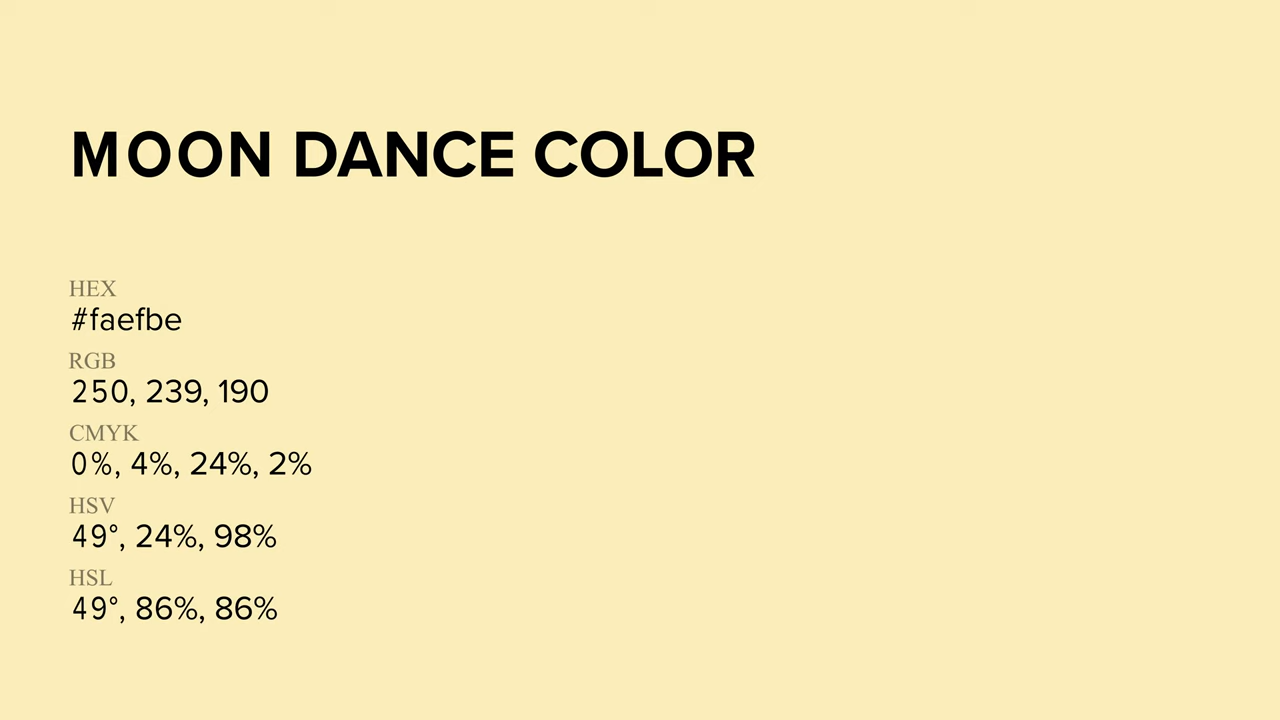 MOON DANCE COLOR
HEX
#faefbe
RGB
250, 239, 190
CMYK
0%, 4%, 24%, 2%
HSV
49°, 24%, 98%
HSL
49°, 86%, 86%